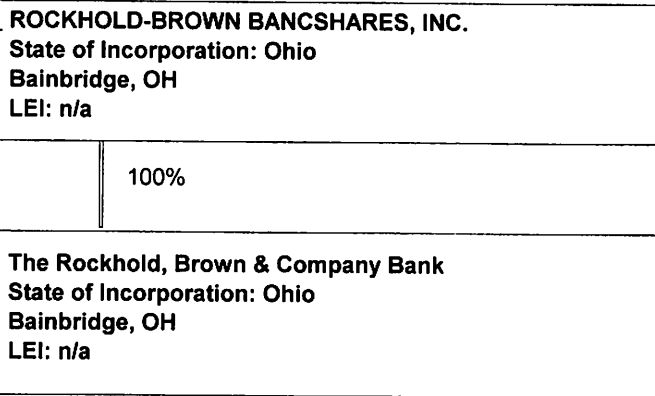 ROCKHOLD-BROWN BANCSHARES, INC.
State of Incorporation: Ohio
Bainbridge, OH
LEI: n/a
100%
The Rockhold, Brown & Company Bank
State of Incorporation: Ohio
Bainbridge, OH
LEI: n/a